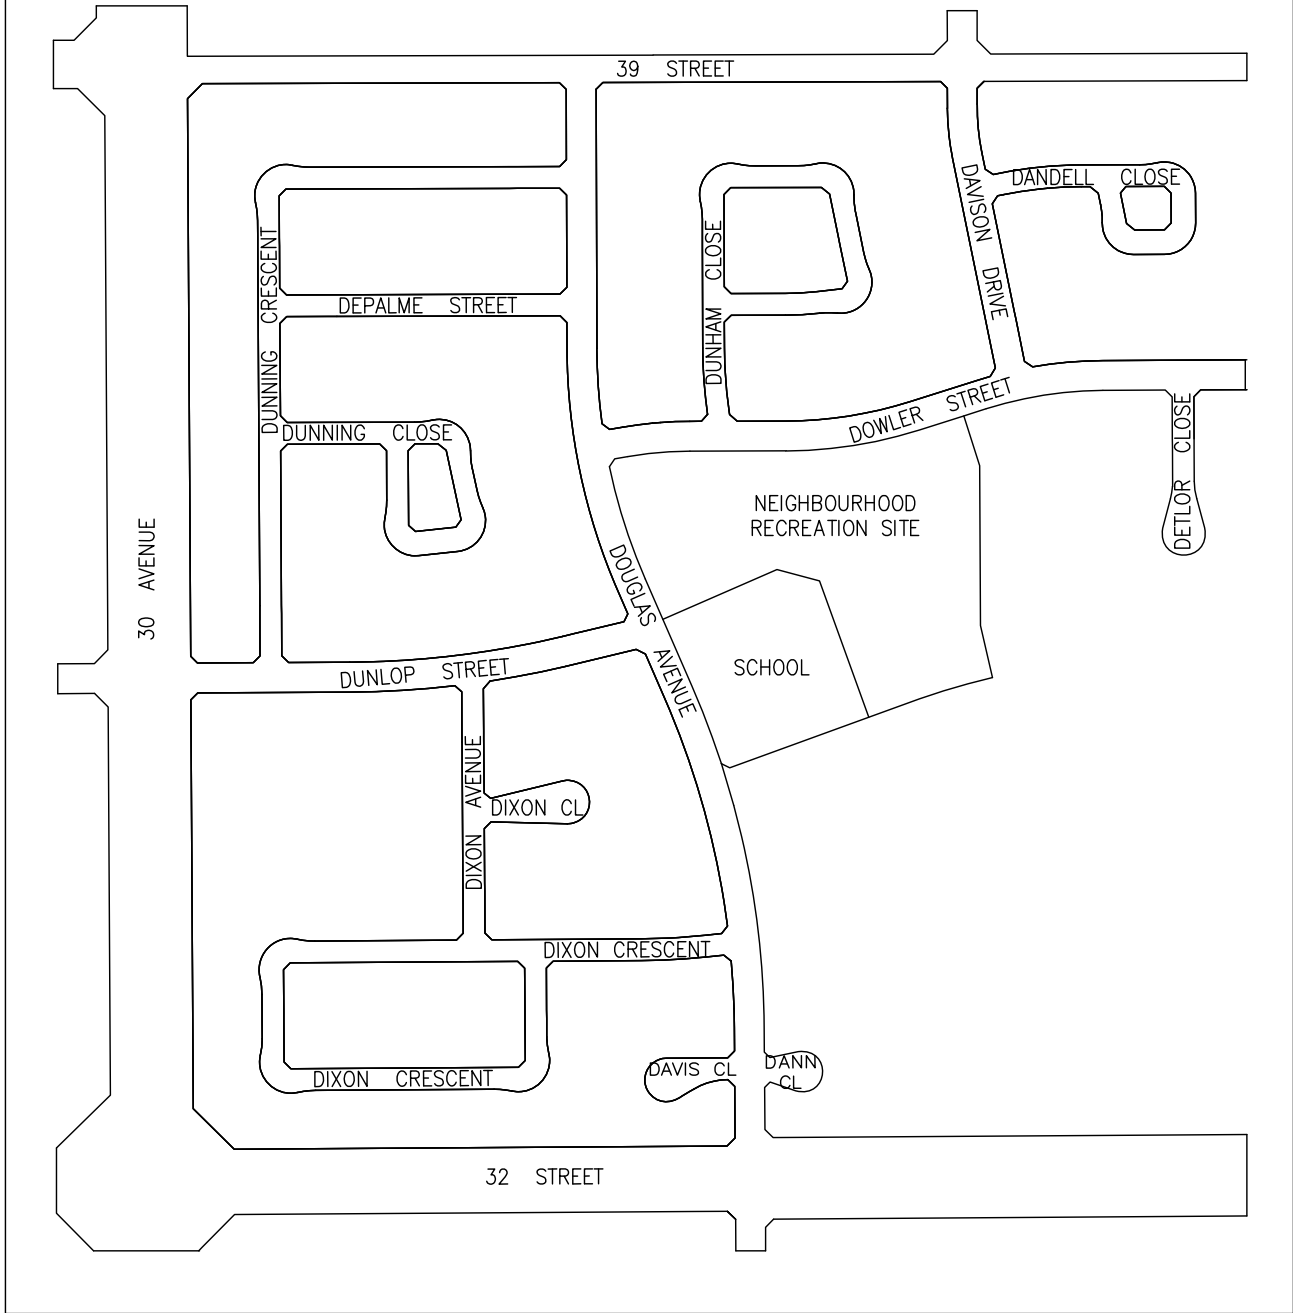 39 STREET
DAVISON DRIVE
DANDELL CLOSE
DUNNING CRESCENT
DUNHAM CLOSE
DEPALME STREET
DOWLER STREET
DETLOR CLOSE
DUNNING CLOSE
NEIGHBOURHOOD
RECREATION SITE
30 AVENUE
DOUGLAS AVENUE
SCHOOL
DUNLOP STREET
DIXON AVENUE
DIXON CL
DIXON CRESCENT
DAVIS CL
DANN
CL
DIXON CRESCENT
32 STREET